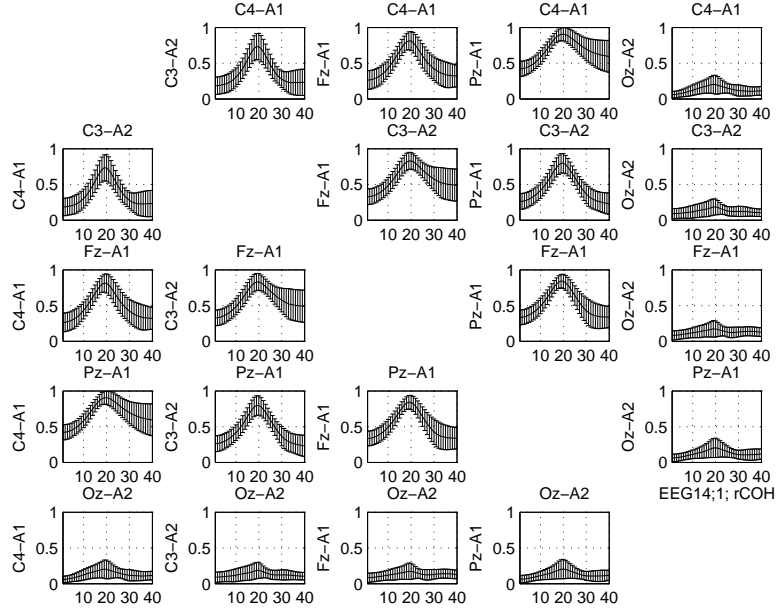 C4−A1 C4−A1 C4−A1 C4−A1
C3−A2 Fz−A1 Pz−A1 Oz−A2
1 1 1 1
0.5 0.5 0.5 0.5
0 0 0 0
10 20 30 40 10 20 30 40 10 20 30 40 10 20 30 40
C3−A2 C3−A2 C3−A2 C3−A2
C4−A1 Fz−A1 Pz−A1 Oz−A2
1 1 1 1
0.5 0.5 0.5 0.5
0 0 0 0
10 20 30 40 10 20 30 40 10 20 30 40 10 20 30 40
Fz−A1 Fz−A1 Fz−A1 Fz−A1
C4−A1 C3−A2 Pz−A1 Oz−A2
1 1 1 1
0.5 0.5 0.5 0.5
0 0 0 0
10 20 30 40 10 20 30 40 10 20 30 40 10 20 30 40
Pz−A1 Pz−A1 Pz−A1 Pz−A1
C4−A1 C3−A2 Fz−A1 Oz−A2
1 1 1 1
0.5 0.5 0.5 0.5
0 0 0 0
10 20 30 40 10 20 30 40 10 20 30 40 10 20 30 40
Oz−A2 Oz−A2 Oz−A2 Oz−A2 EEG14;1; rCOH
C4−A1 C3−A2 Fz−A1 Pz−A1
1 1 1 1
0.5 0.5 0.5 0.5
0 0 0 0
10 20 30 40 10 20 30 40 10 20 30 40 10 20 30 40